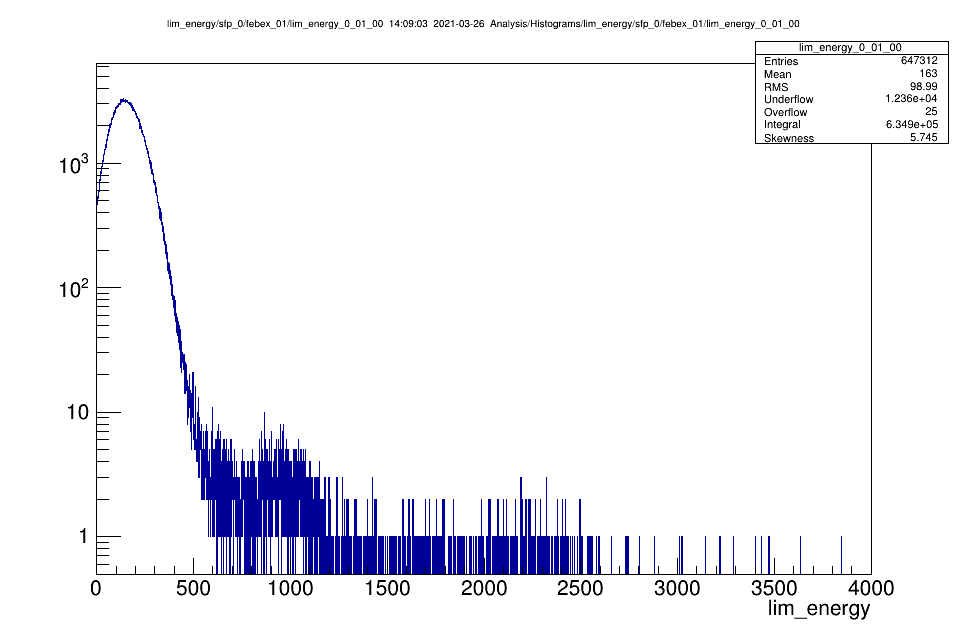 lim_energy/sfp_0/febex_01/lim_energy_0_01_00 14:09:03 2021-03-26 Analysis/Histograms/lim_energy/sfp_0/febex_01/lim_energy_0_01_00
lim_energy_0_01_00
Entries 647312
Mean 163
RMS 98.99
Underflow 1.236e+04
Overflow 25
Integral 6.349e+05
Skewness 5.745
10³
10²
10
1
0 500 1000 1500 2000 2500 3000 3500 4000
lim_energy